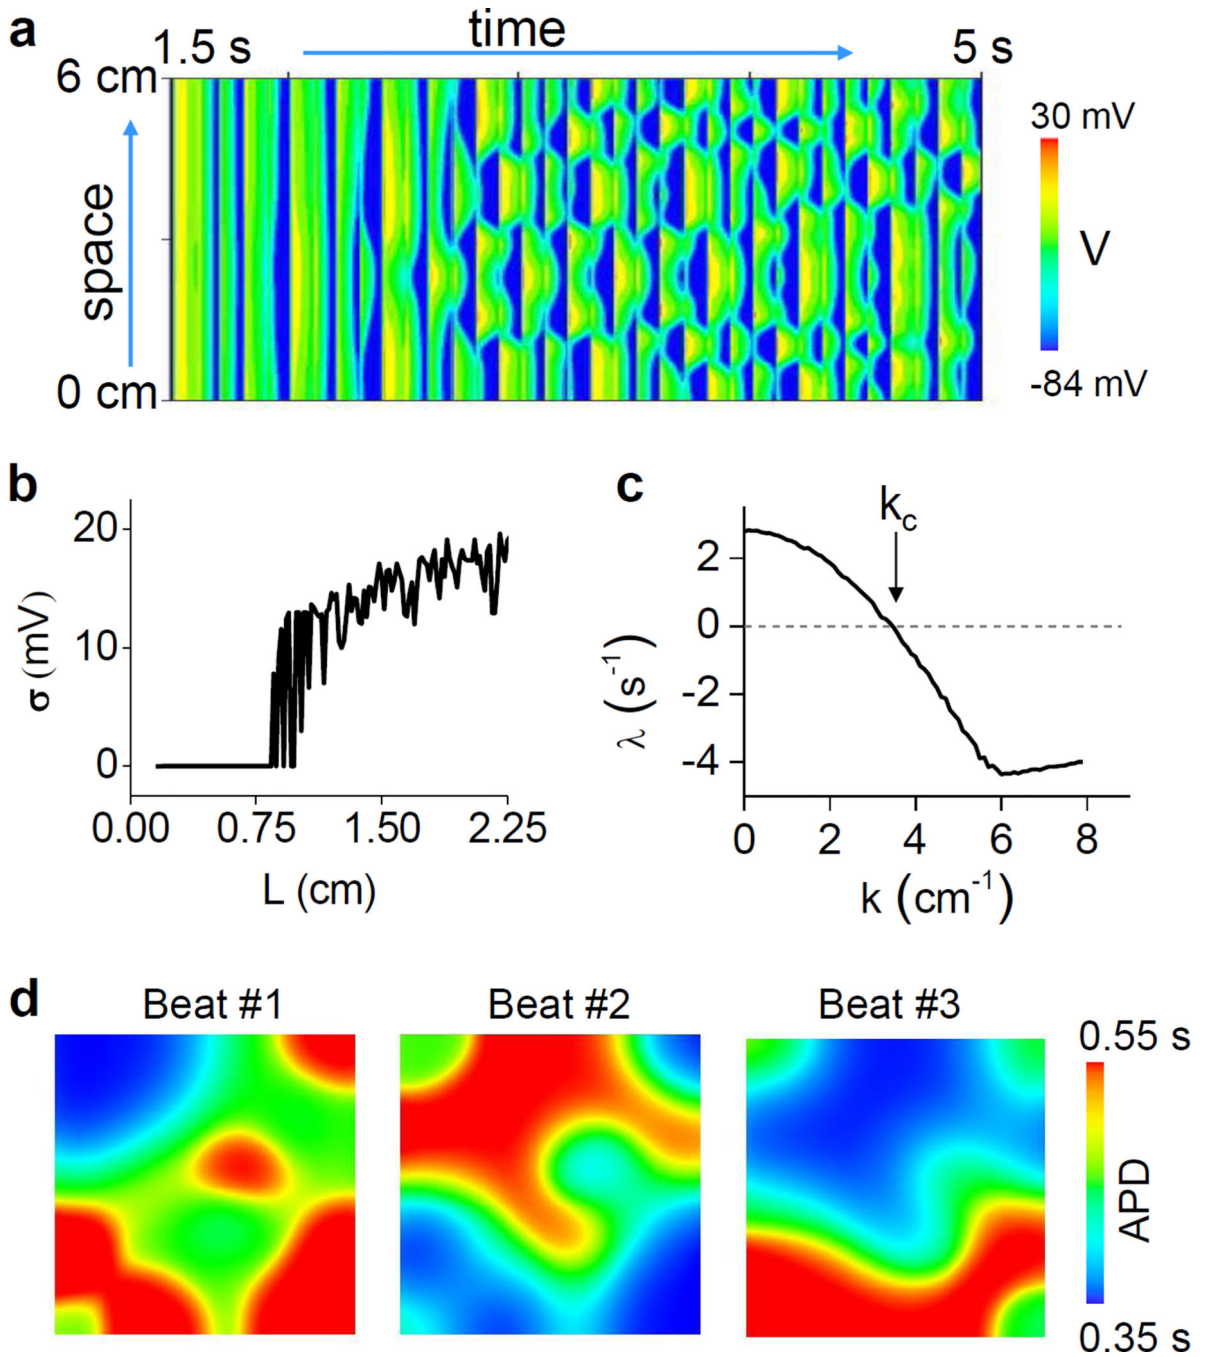 a
time
1.5 s
5 s
6 cm
space
0 cm
30 mV
V
-84 mV
b
σ (mV)
20
10
0
0.00 0.75 1.50 2.25
L (cm)
c
k_c
λ (s⁻¹)
2
0
-2
-4
0 2 4 6 8
k (cm⁻¹)
d
Beat #1
Beat #2
Beat #3
0.55 s
APD
0.35 s